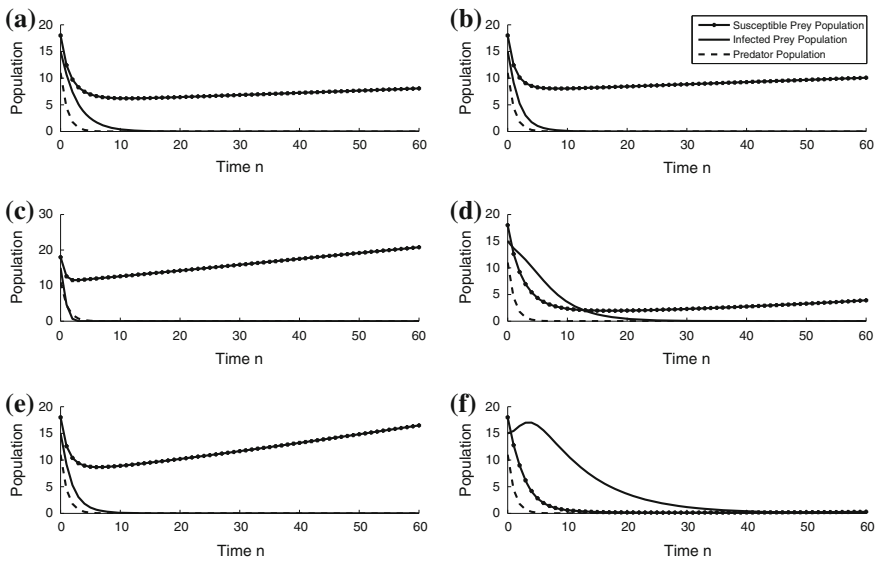 (a)
Population
20
15
10
5
0
0 10 20 30 40 50 60
Time n
(b)
Population
20
15
10
5
0
0 10 20 30 40 50 60
Time n
Susceptible Prey Population
Infected Prey Population
Predator Population
(c)
Population
30
20
10
0
0 10 20 30 40 50 60
Time n
(d)
Population
20
15
10
5
0
0 10 20 30 40 50 60
Time n
(e)
Population
20
15
10
5
0
0 10 20 30 40 50 60
Time n
(f)
Population
20
15
10
5
0
0 10 20 30 40 50 60
Time n